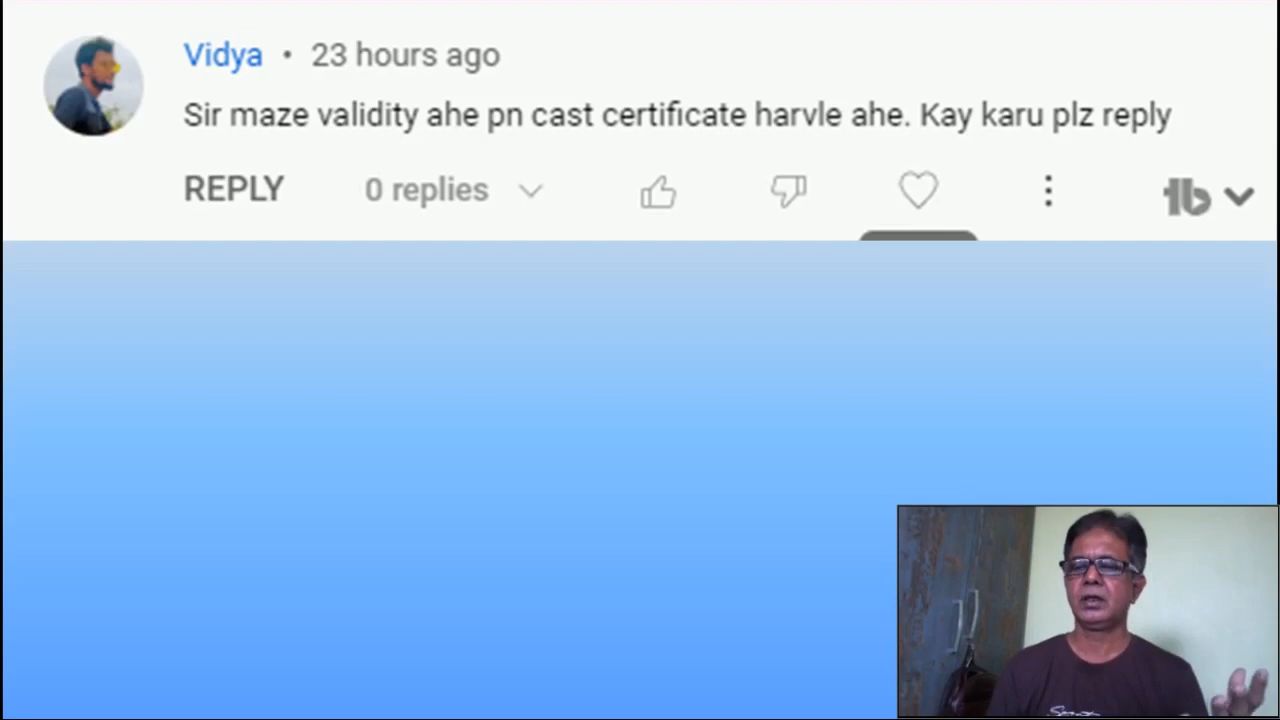 Vidya • 23 hours ago
Sir maze validity ahe pn cast certificate harvle ahe. Kay karu plz reply
REPLY 0 replies